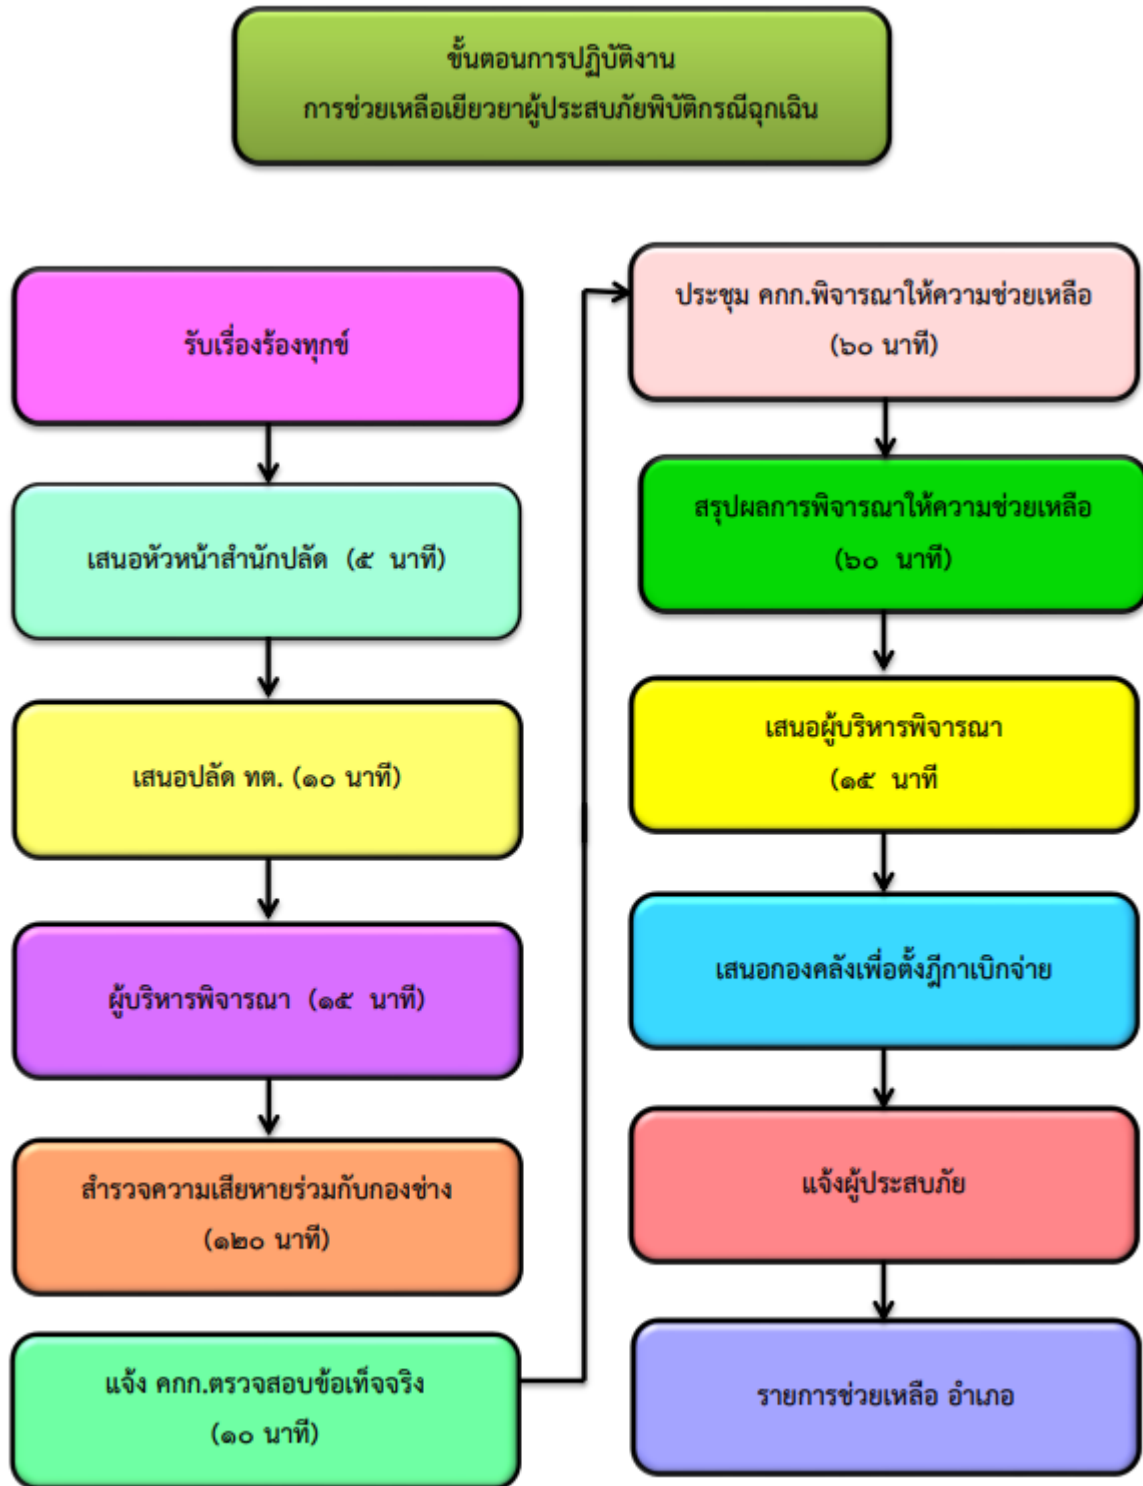 ขั้นตอนการปฏิบัติงาน
การช่วยเหลือเยียวยาผู้ประสบภัยพิบัติกรณีฉุกเฉิน
รับเรื่องร้องทุกข์
เสนอหัวหน้าสำนักปลัด (๕ นาที)
เสนอปลัด ทต. (๑๐ นาที)
ผู้บริหารพิจารณา (๑๕ นาที)
สำรวจความเสียหายร่วมกับกองช่าง
(๑๒๐ นาที)
แจ้ง คกก.ตรวจสอบข้อเท็จจริง
(๑๐ นาที)
ประชุม คกก.พิจารณาให้ความช่วยเหลือ
(๖๐ นาที)
สรุปผลการพิจารณาให้ความช่วยเหลือ
(๖๐ นาที)
เสนอผู้บริหารพิจารณา
(๑๕ นาที
เสนอกองคลังเพื่อตั้งฎีกาเบิกจ่าย
แจ้งผู้ประสบภัย
รายการช่วยเหลือ อำเภอ